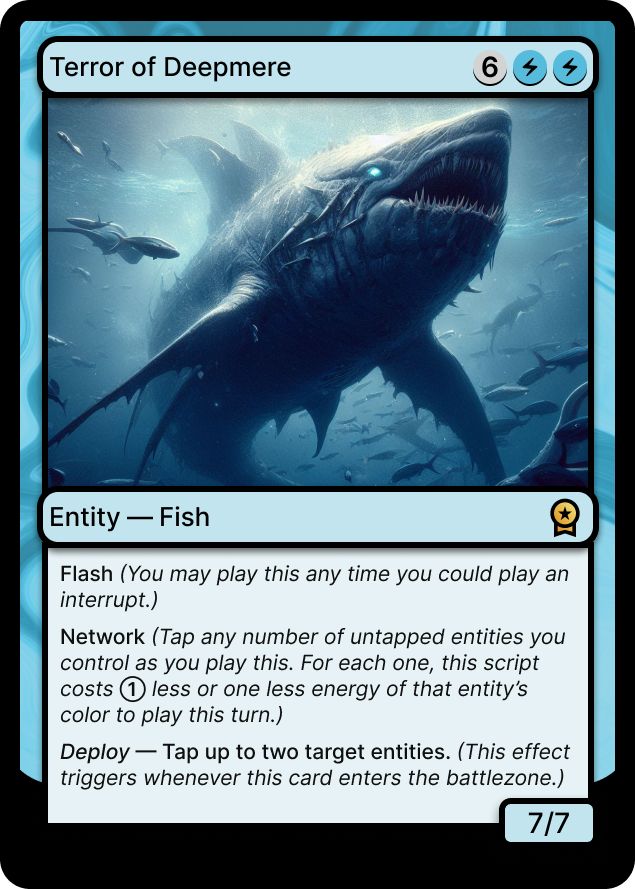 Terror of Deepmere 6
Entity — Fish
Flash (You may play this any time you could play an
interrupt.)
Network (Tap any number of untapped entities you
control as you play this. For each one, this script
costs 1 less or one less energy of that entity's
color to play this turn.)
Deploy — Tap up to two target entities. (This effect
triggers whenever this card enters the battlezone.)
7/7